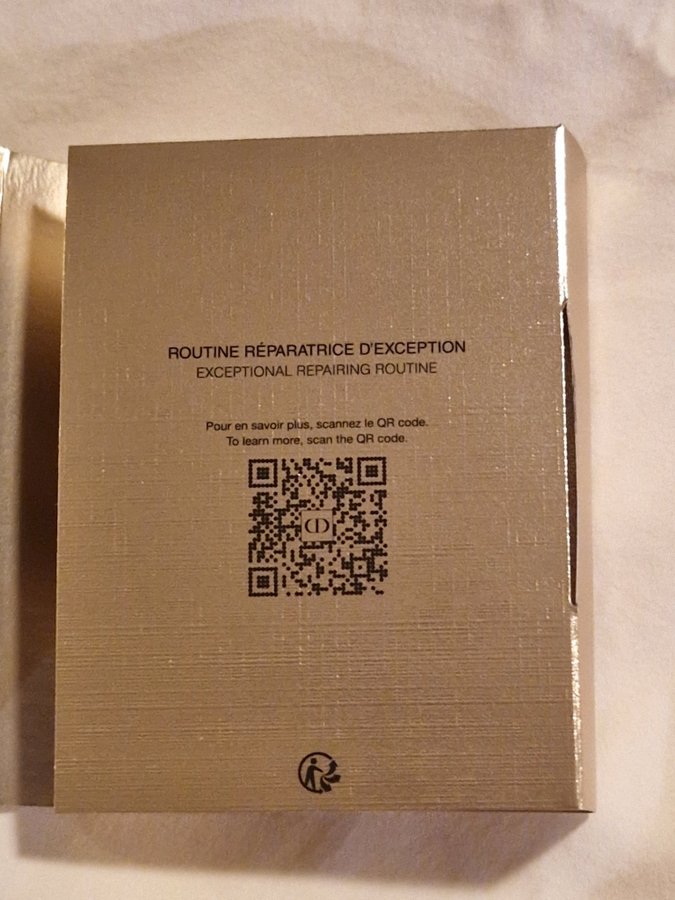 ROUTINE RÉPARATRICE D'EXCEPTION
EXCEPTIONAL REPAIRING ROUTINE
Pour en savoir plus, scannez le QR code.
To learn more, scan the QR code.
CD